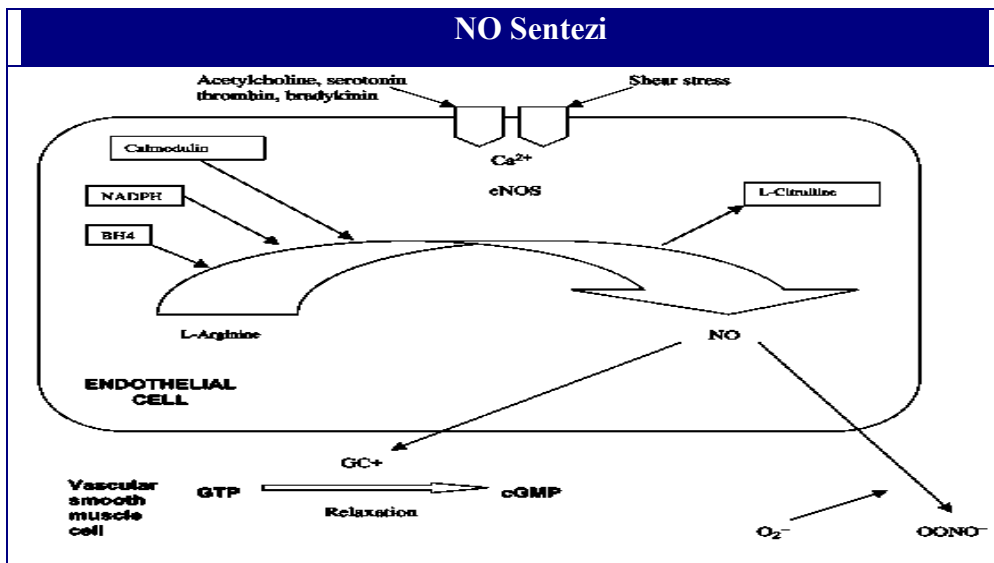 NO Sentezi
Acetylcholine, serotonin
thrombin, bradykinin
Shear stress
Calmodulin
Ca²⁺
eNOS
NADPH
L-Citrulline
BH4
L-Arginine
NO
ENDOTHELIAL
CELL
GC+
Vascular
smooth
muscle
cell
GTP
cGMP
Relaxation
O₂⁻
OONO⁻